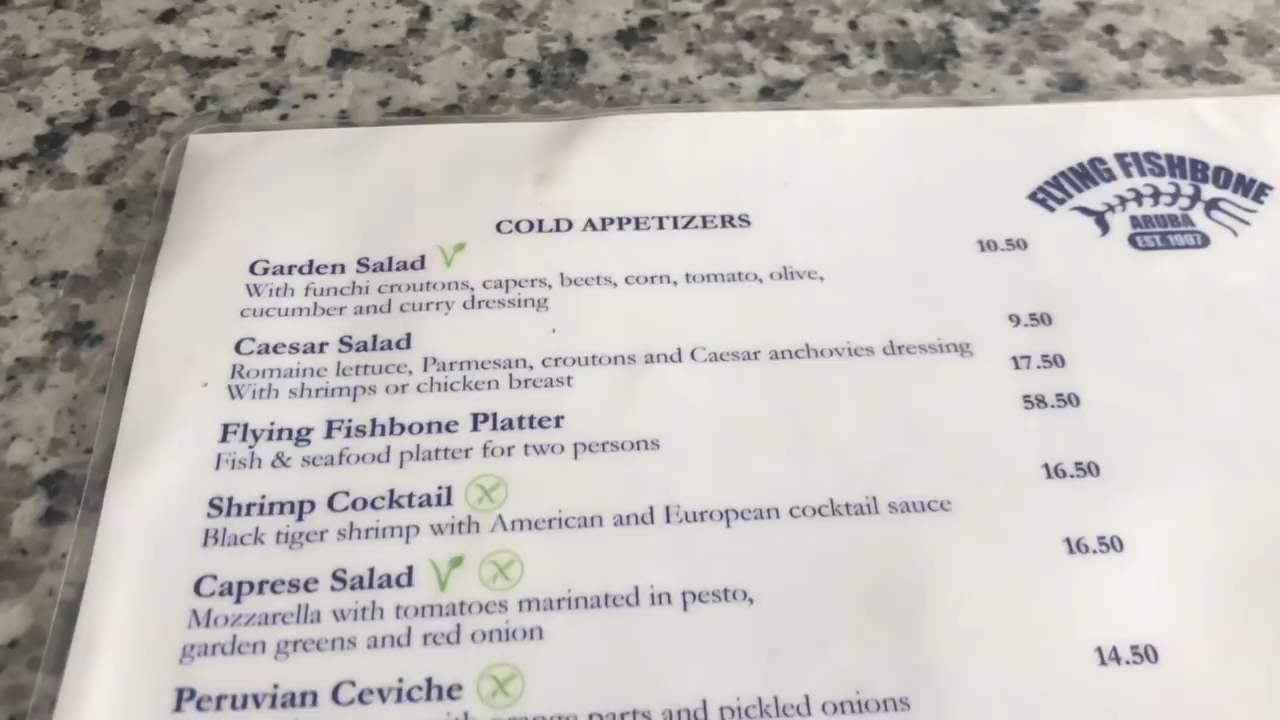 FLYING FISHBONE
ARUBA
EST. 1987
COLD APPETIZERS
Garden Salad 10.50
With funchi croutons, capers, beets, corn, tomato, olive,
cucumber and curry dressing
Caesar Salad 9.50
Romaine lettuce, Parmesan, croutons and Caesar anchovies dressing
With shrimps or chicken breast 17.50
Flying Fishbone Platter 58.50
Fish & seafood platter for two persons
Shrimp Cocktail 16.50
Black tiger shrimp with American and European cocktail sauce
Caprese Salad 16.50
Mozzarella with tomatoes marinated in pesto,
garden greens and red onion
Peruvian Ceviche 14.50
with orange parts and pickled onions